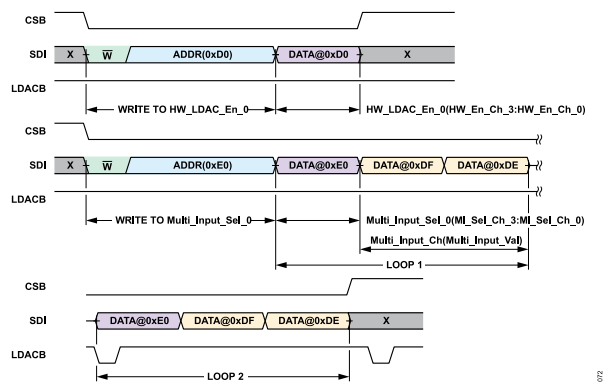 CSB
SDI X W ADDR(0xD0) DATA@0xD0 X
LDACB
WRITE TO HW_LDAC_En_0 HW_LDAC_En_0(HW_En_Ch_3:HW_En_Ch_0)
CSB
SDI X W ADDR(0xE0) DATA@0xE0 DATA@0xDF DATA@0xDE
LDACB
WRITE TO Multi_Input_Sel_0 Multi_Input_Sel_0(MI_Sel_Ch_3:MI_Sel_Ch_0)
Multi_Input_Ch(Multi_Input_Val)
LOOP 1
CSB
SDI DATA@0xE0 DATA@0xDF DATA@0xDE X
LDACB
LOOP 2
072